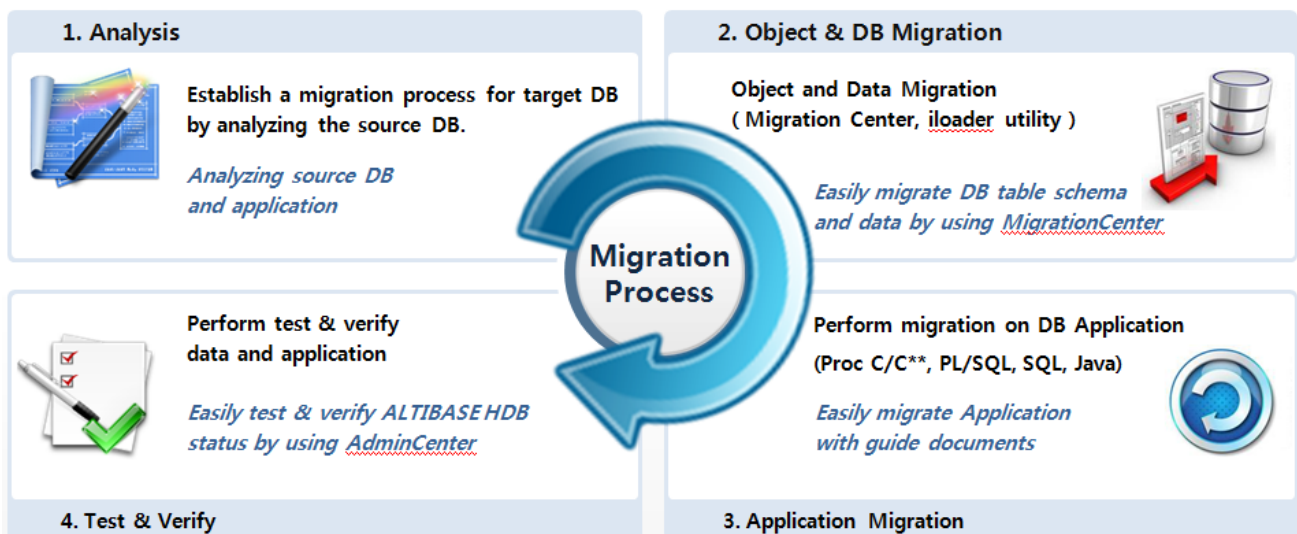 1. Analysis
Establish a migration process for target DB
by analyzing the source DB.
Analyzing source DB
and application
2. Object & DB Migration
Object and Data Migration
( Migration Center, iloader utility )
Easily migrate DB table schema
and data by using MigrationCenter
Migration
Process
Perform migration on DB Application
(Proc C/C**, PL/SQL, SQL, Java)
Easily migrate Application
with guide documents
3. Application Migration
Perform test & verify
data and application
Easily test & verify ALTIBASE HDB
status by using AdminCenter
4. Test & Verify